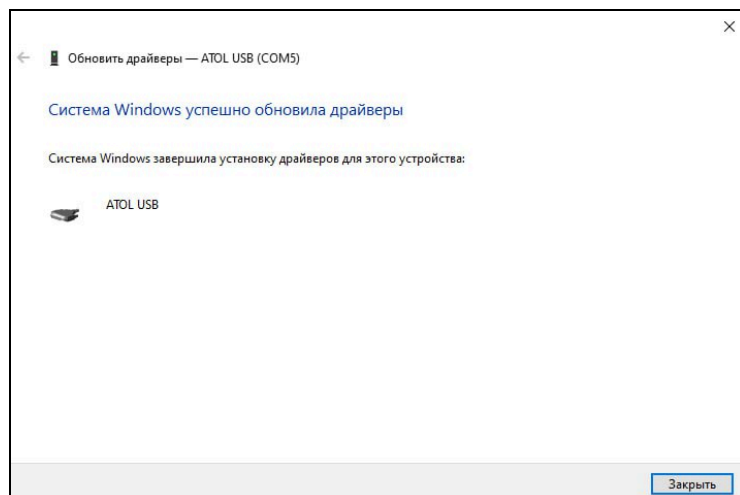 Обновить драйверы — ATOL USB (COM5)
Система Windows успешно обновила драйверы
Система Windows завершила установку драйверов для этого устройства:
ATOL USB
Закрыть